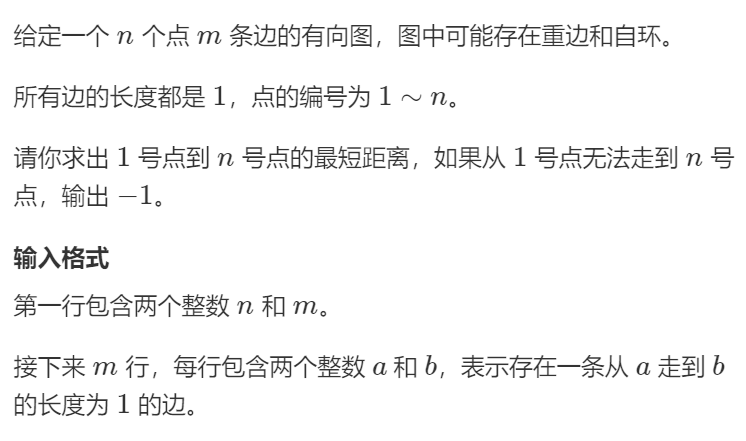 给定一个 n 个点 m 条边的有向图，图中可能存在重边和自环。
所有边的长度都是 1，点的编号为 1 ∼ n。
请你求出 1 号点到 n 号点的最短距离，如果从 1 号点无法走到 n 号
点，输出 −1。
输入格式
第一行包含两个整数 n 和 m。
接下来 m 行，每行包含两个整数 a 和 b，表示存在一条从 a 走到 b
的长度为 1 的边。